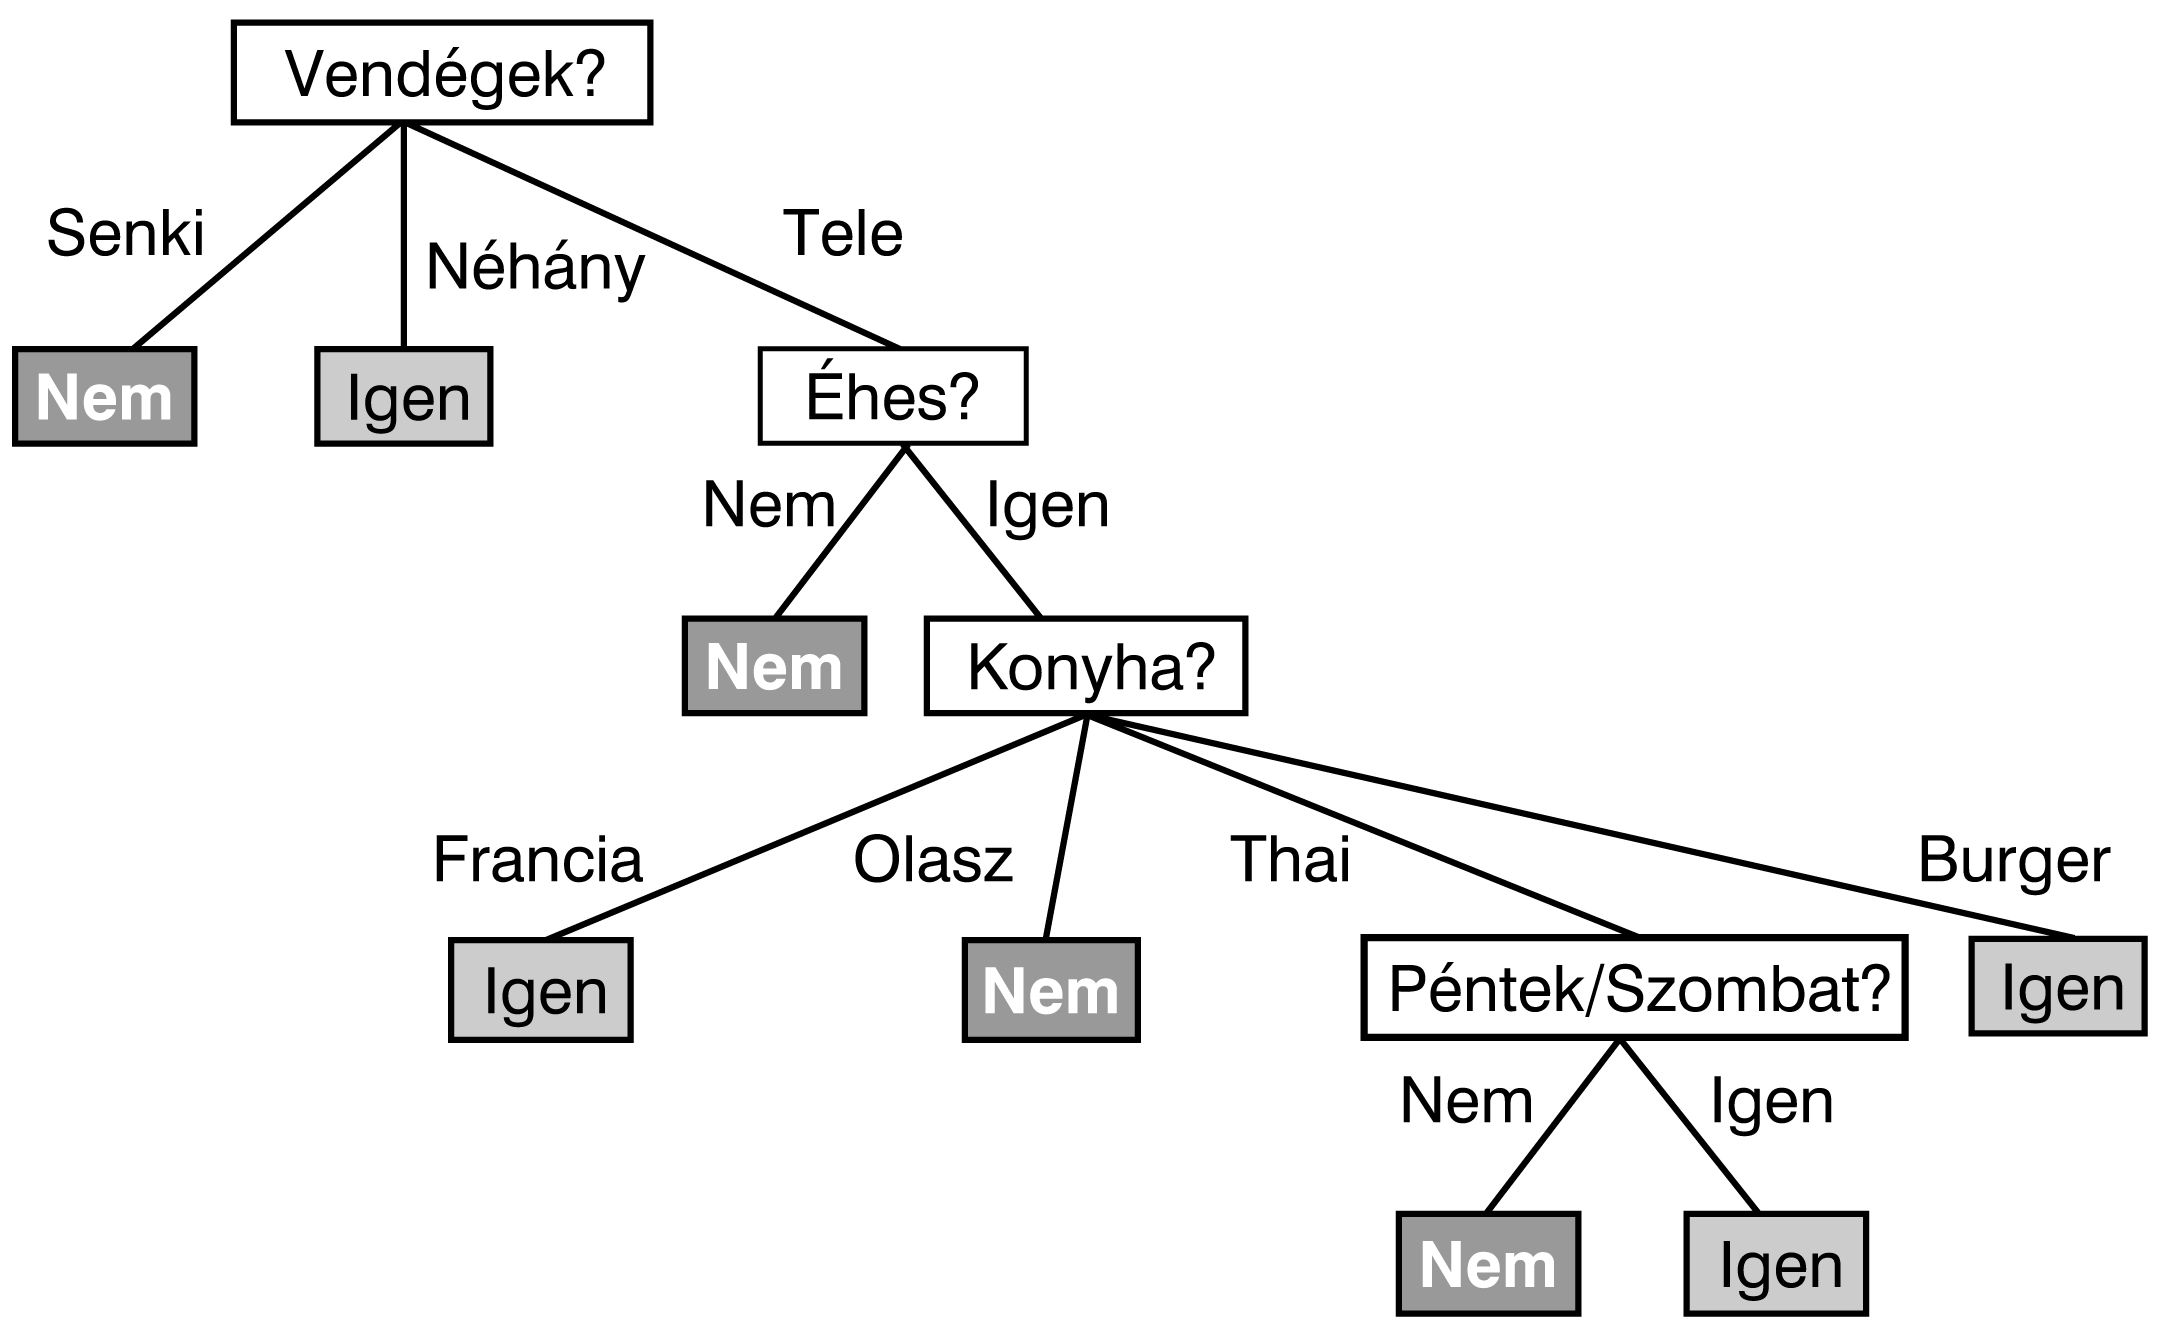 Vendégek?
Senki
Néhány
Tele
Nem
Igen
Éhes?
Nem
Igen
Nem
Konyha?
Francia
Olasz
Thai
Burger
Igen
Nem
Péntek/Szombat?
Igen
Nem
Igen
Nem
Igen